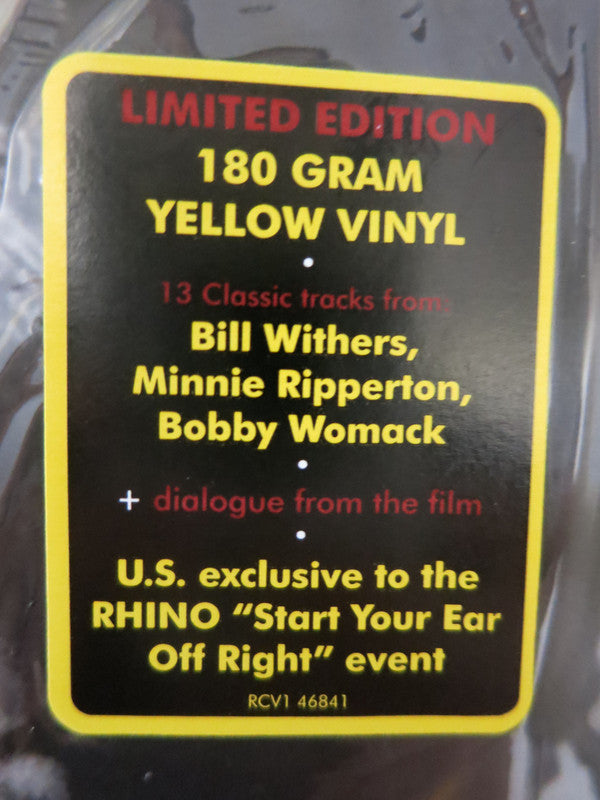 LIMITED EDITION
180 GRAM
YELLOW VINYL
•
13 Classic tracks from:
Bill Withers,
Minnie Ripperton,
Bobby Womack
•
+ dialogue from the film
•
U.S. exclusive to the
RHINO “Start Your Ear
Off Right” event
RCV1 46841